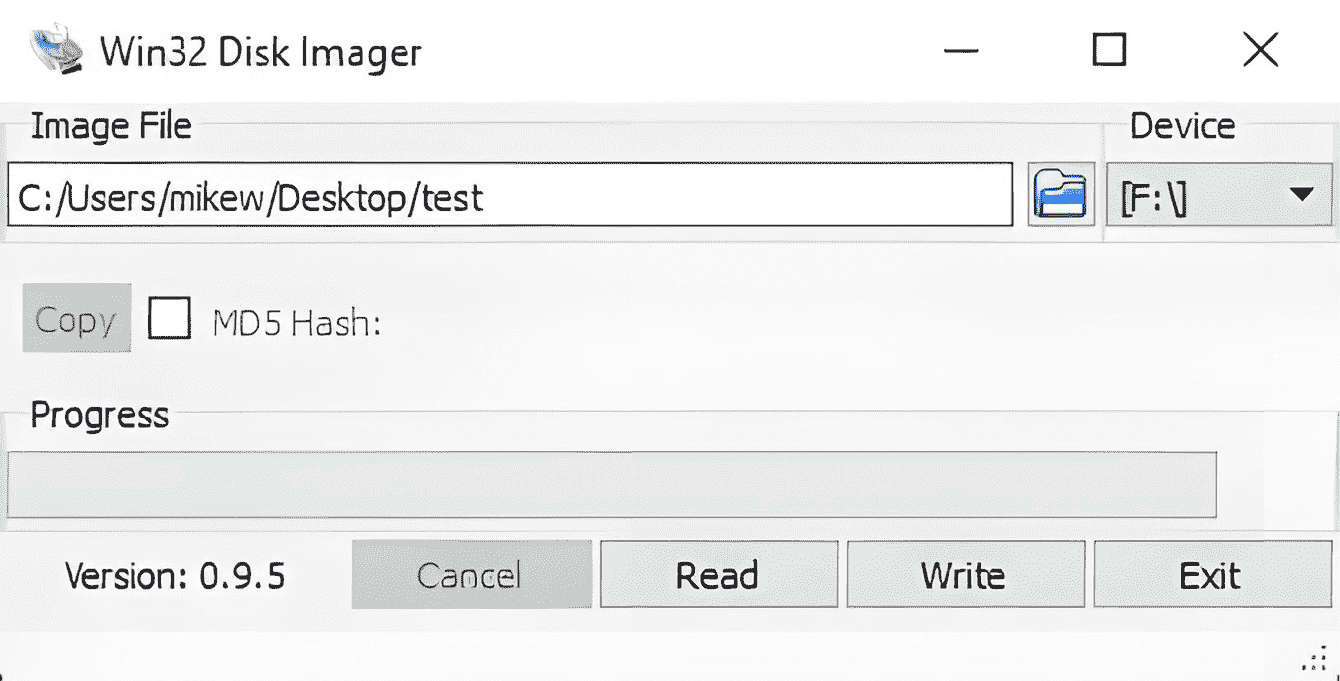 Win32 Disk Imager
Image File
Device
C:/Users/mikew/Desktop/test
[F:\]
Copy
MD5 Hash:
Progress
Version: 0.9.5
Cancel
Read
Write
Exit